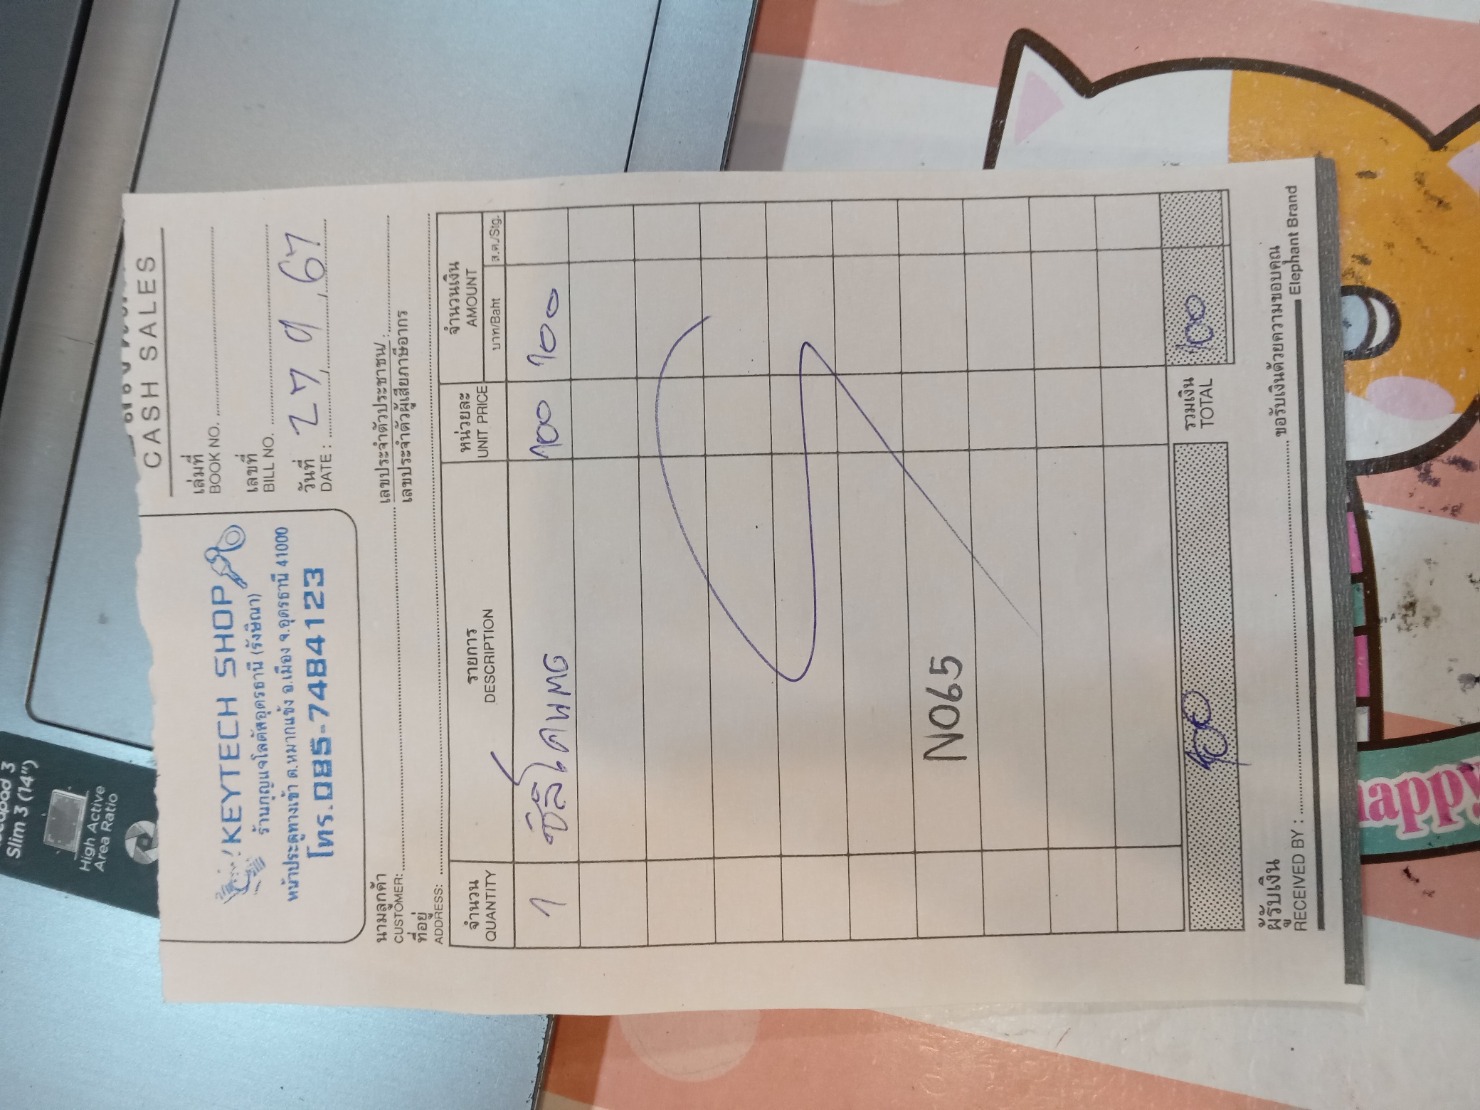 CASH SALES
KEYTECH SHOP
ร้านกุญแจโลตัสอุดรธานี (รังษิณา)
หน้าประตูทางเข้า ต.หมากแข้ง อ.เมือง จ.อุดรธานี 41000
โทร.085-7484123
เล่มที่
BOOK NO.
เลขที่
BILL NO.
วันที่
DATE : 27, 9, 67
นามลูกค้า
CUSTOMER:
เลขประจำตัวประชาชน/
ที่อยู่
ADDRESS:
เลขประจำตัวผู้เสียภาษีอากร
จำนวน รายการ หน่วยละ จำนวนเงิน
QUANTITY DESCRIPTION UNIT PRICE AMOUNT
บาท/Baht ส.ต./Stg.
1 ซิลิโคน MG 100 100
NO65
100 รวมเงิน 100
TOTAL
ผู้รับเงิน
RECEIVED BY :
ขอรับเงินด้วยความขอบคุณ
Elephant Brand
Slim 3 (14")
High Active
Area Ratio
happy